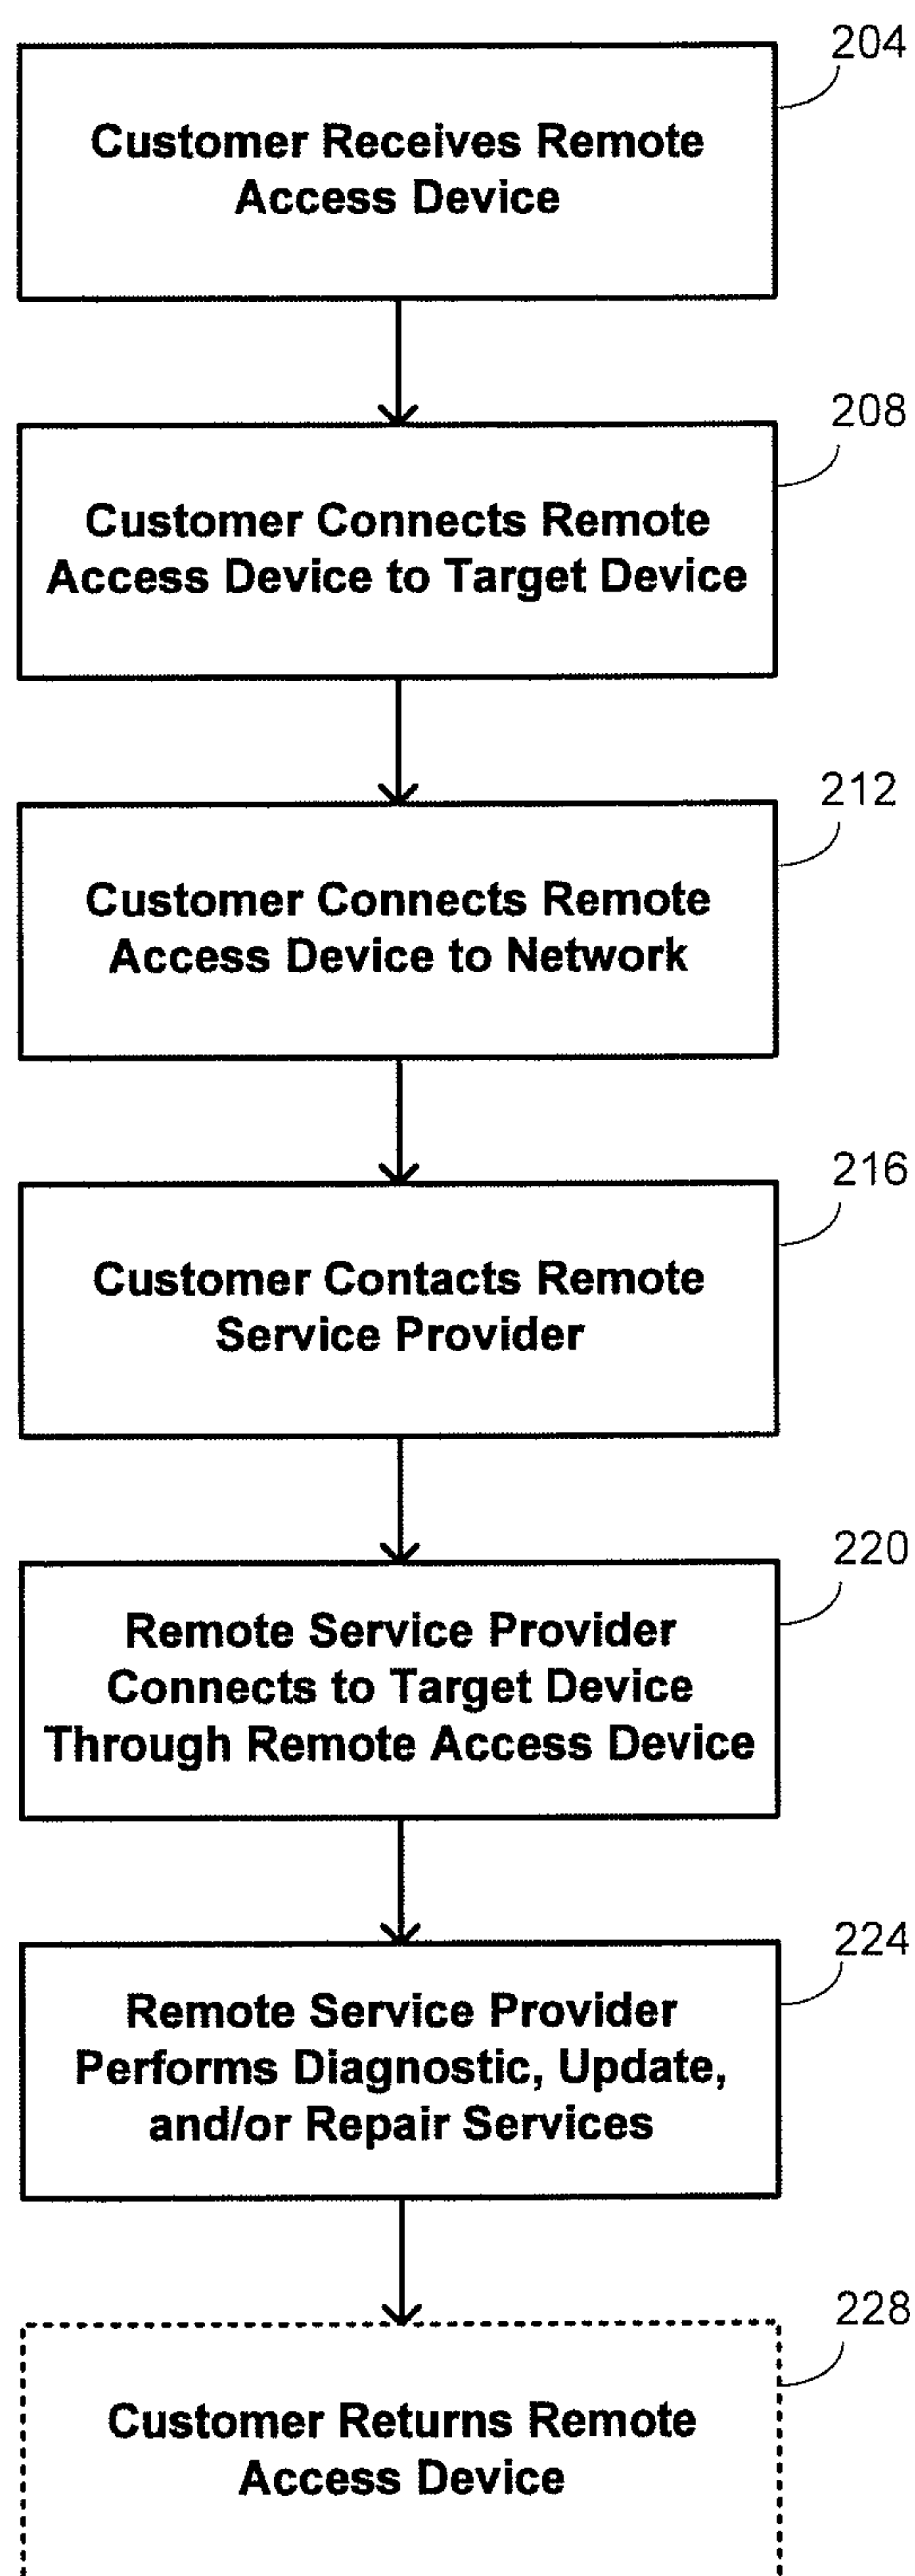 204
Customer Receives Remote
Access Device
208
Customer Connects Remote
Access Device to Target Device
212
Customer Connects Remote
Access Device to Network
216
Customer Contacts Remote
Service Provider
220
Remote Service Provider
Connects to Target Device
Through Remote Access Device
224
Remote Service Provider
Performs Diagnostic, Update,
and/or Repair Services
228
Customer Returns Remote
Access Device